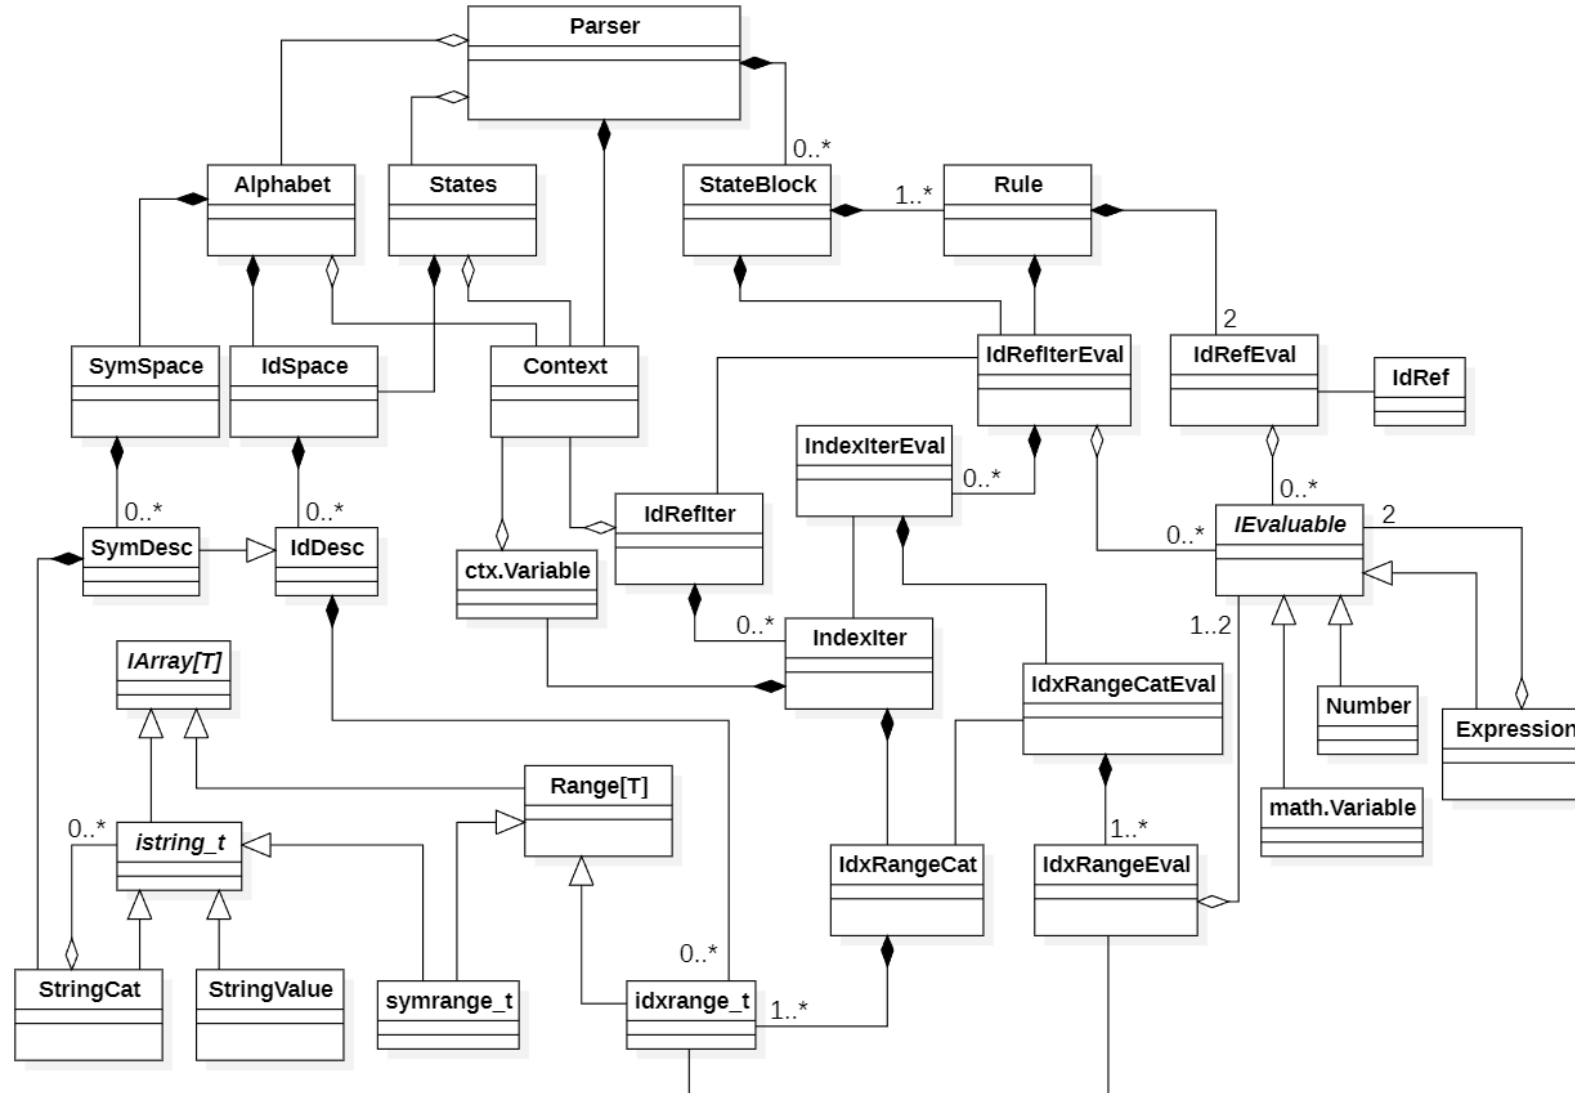 Parser
0..*
Alphabet
States
StateBlock
1..*
Rule
2
SymSpace
IdSpace
Context
IdRefIterEval
IdRefEval
IdRef
IndexIterEval
0..*
0..*
0..*
0..*
IdRefIter
0..*
IEvaluable
2
SymDesc
IdDesc
ctx.Variable
0..*
IndexIter
1..2
IArray[T]
IdxRangeCatEval
Number
Expression
Range[T]
math.Variable
0..*
istring_t
1..*
IdxRangeCat
IdxRangeEval
0..*
StringCat
StringValue
symrange_t
idxrange_t
1..*